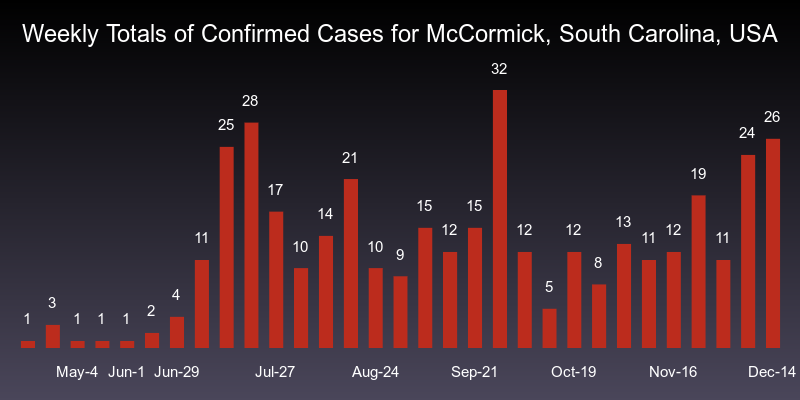 Weekly Totals of Confirmed Cases for McCormick, South Carolina, USA
1 3 1 1 1 2 4 11 25 28 17 10 14 21 10 9 15 12 15 32 12 5 12 8 13 11 12 19 11 24 26
May-4 Jun-1 Jun-29 Jul-27 Aug-24 Sep-21 Oct-19 Nov-16 Dec-14